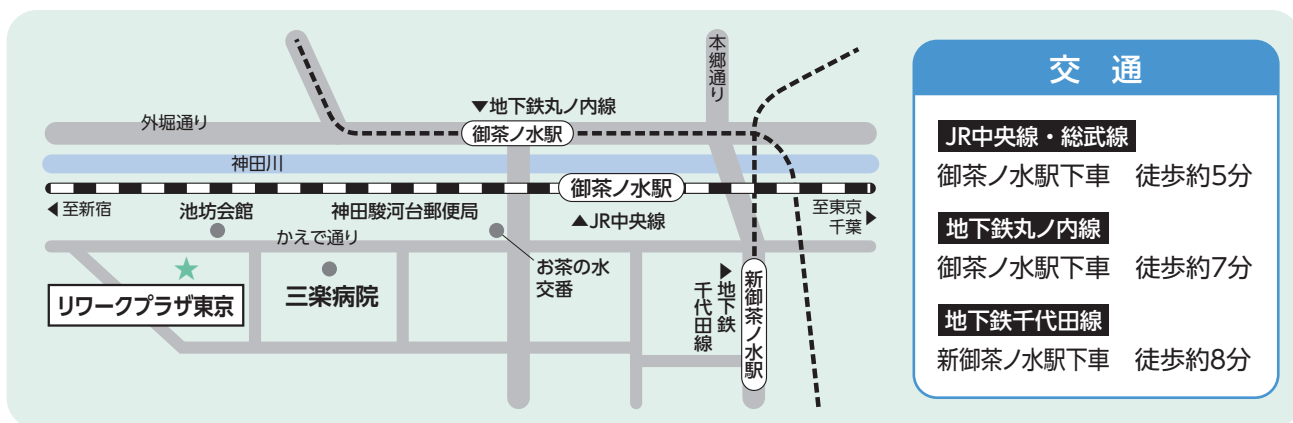 本郷通り
▼地下鉄丸ノ内線
外堀通り
御茶ノ水駅
神田川
御茶ノ水駅
◀至新宿
池坊会館
神田駿河台郵便局
▲JR中央線
至東京
千葉▶
かえで通り
お茶の水
交番
三楽病院
リワークプラザ東京
▶地下鉄
千代田線
新御茶ノ水駅
交 通
JR中央線・総武線
御茶ノ水駅下車 徒歩約5分
地下鉄丸ノ内線
御茶ノ水駅下車 徒歩約7分
地下鉄千代田線
新御茶ノ水駅下車 徒歩約8分